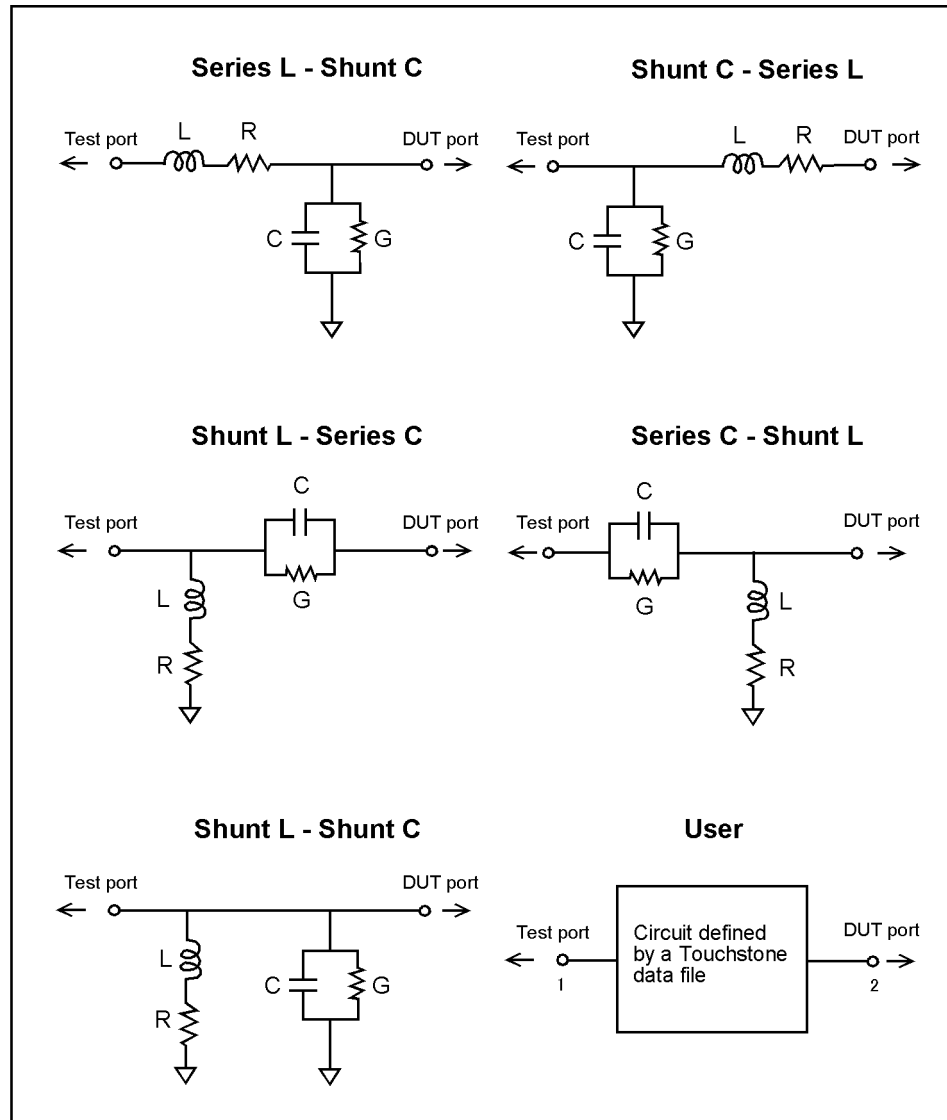 Series L - Shunt C
Test port
L
R
DUT port
C
G
Shunt C - Series L
Test port
L
R
DUT port
C
G
Shunt L - Series C
Test port
C
DUT port
G
L
R
Series C - Shunt L
Test port
C
DUT port
G
L
R
Shunt L - Shunt C
Test port
DUT port
L
R
C
G
User
Test port
1
Circuit defined
by a Touchstone
data file
DUT port
2